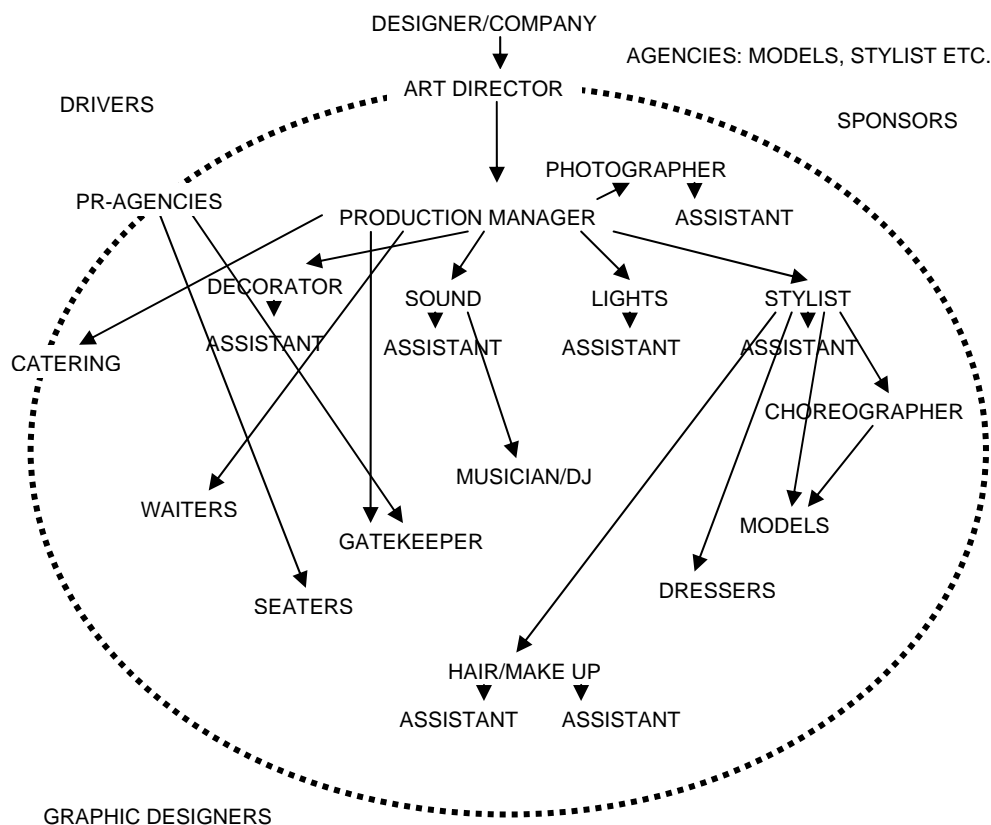 DESIGNER/COMPANY
AGENCIES: MODELS, STYLIST ETC.
ART DIRECTOR
DRIVERS
SPONSORS
PHOTOGRAPHER
PR-AGENCIES
PRODUCTION MANAGER
ASSISTANT
DECORATOR
SOUND
LIGHTS
STYLIST
ASSISTANT
ASSISTANT
ASSISTANT
ASSISTANT
CATERING
CHOREOGRAPHER
MUSICIAN/DJ
WAITERS
MODELS
GATEKEEPER
DRESSERS
SEATERS
HAIR/MAKE UP
ASSISTANT
ASSISTANT
GRAPHIC DESIGNERS